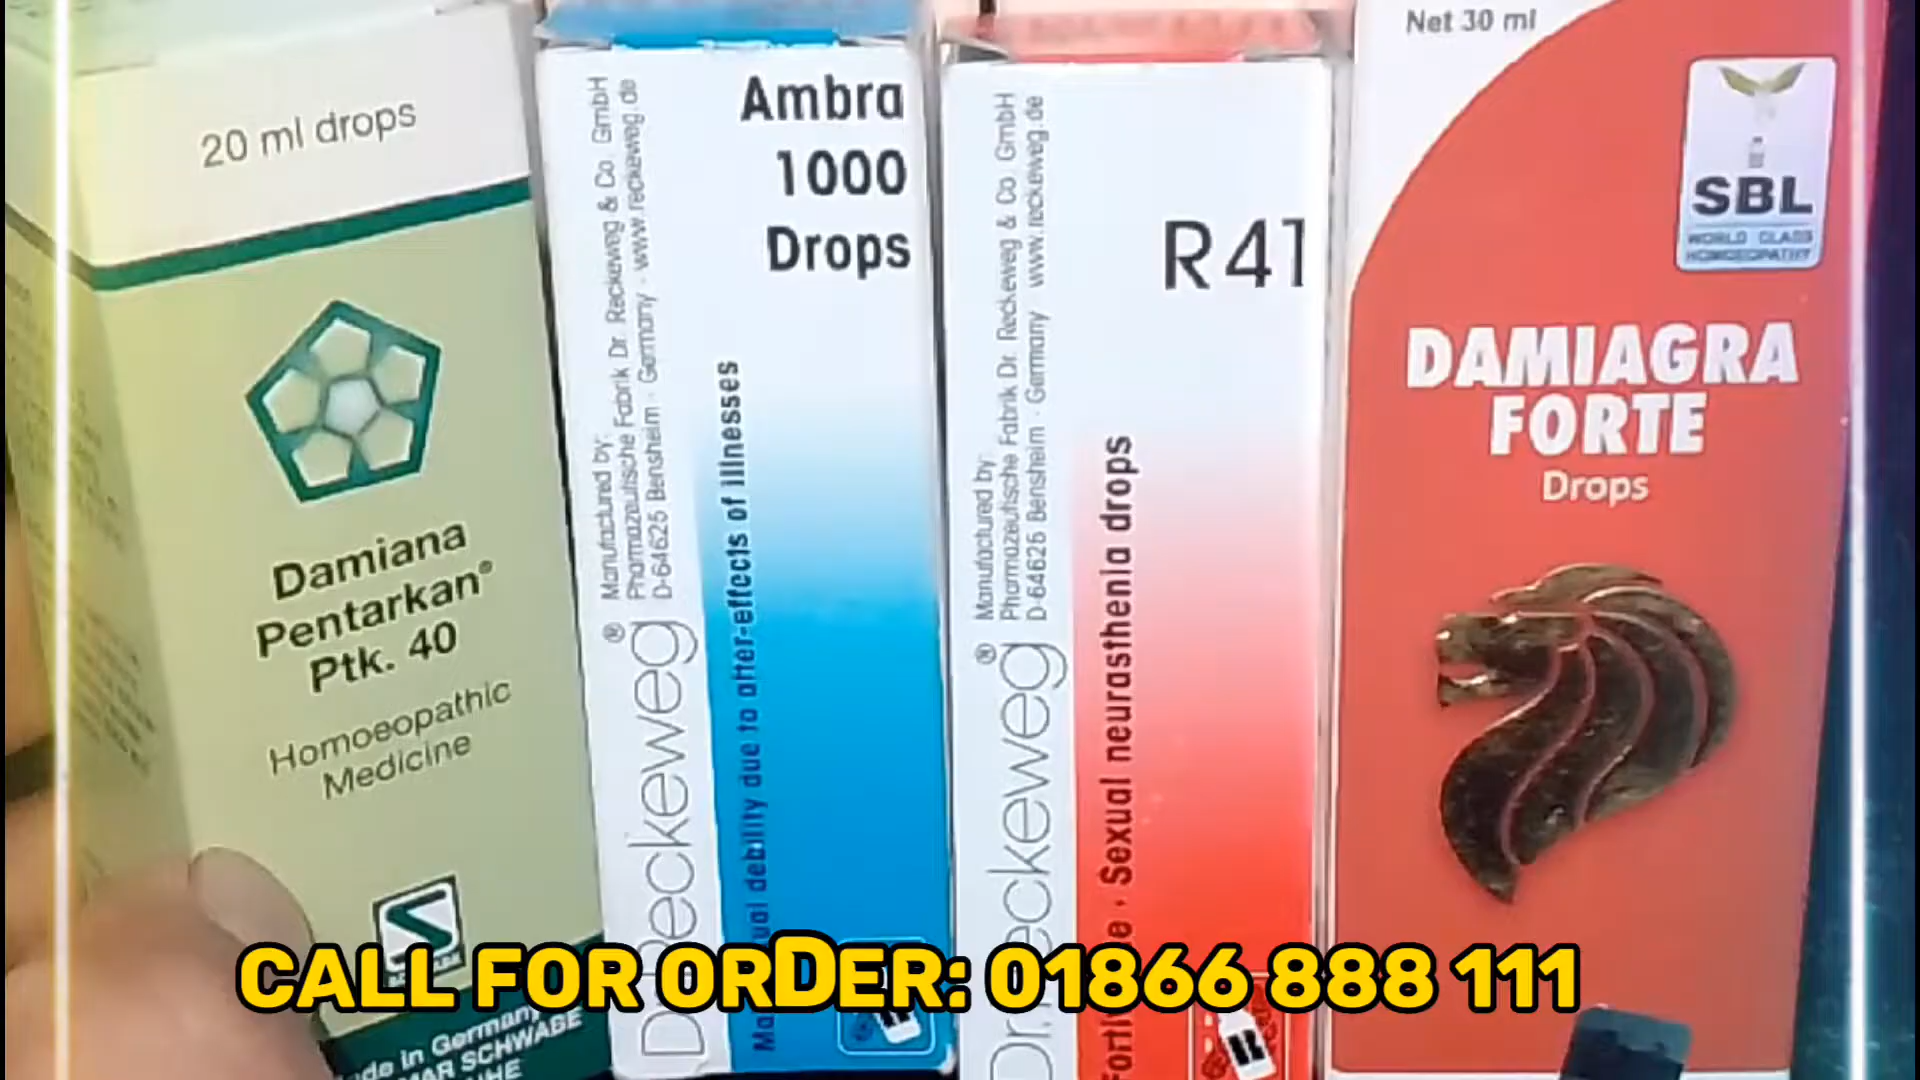 20 ml drops
Damiana
Pentarkan®
Ptk. 40
Homoeopathic
Medicine
Made in Germany
SCHWABE
Ambra
1000
Drops
Manufactured by:
Pharmazeutische Fabrik Dr. Reckeweg & Co. GmbH
D-64625 Bensheim · Germany · www.reckeweg.de
Dr.Reckeweg®
debility due to after-effects of illnesses
R41
Manufactured by:
Pharmazeutische Fabrik Dr. Reckeweg & Co. GmbH
D-64625 Bensheim · Germany www.reckeweg.de
Dr.Reckeweg®
· Sexual neurasthenia drops
Net 30 ml
SBL
WORLD CLASS
HOMOEOPATHY
DAMIAGRA
FORTE
Drops
CALL FOR ORDER: 01866 888 111